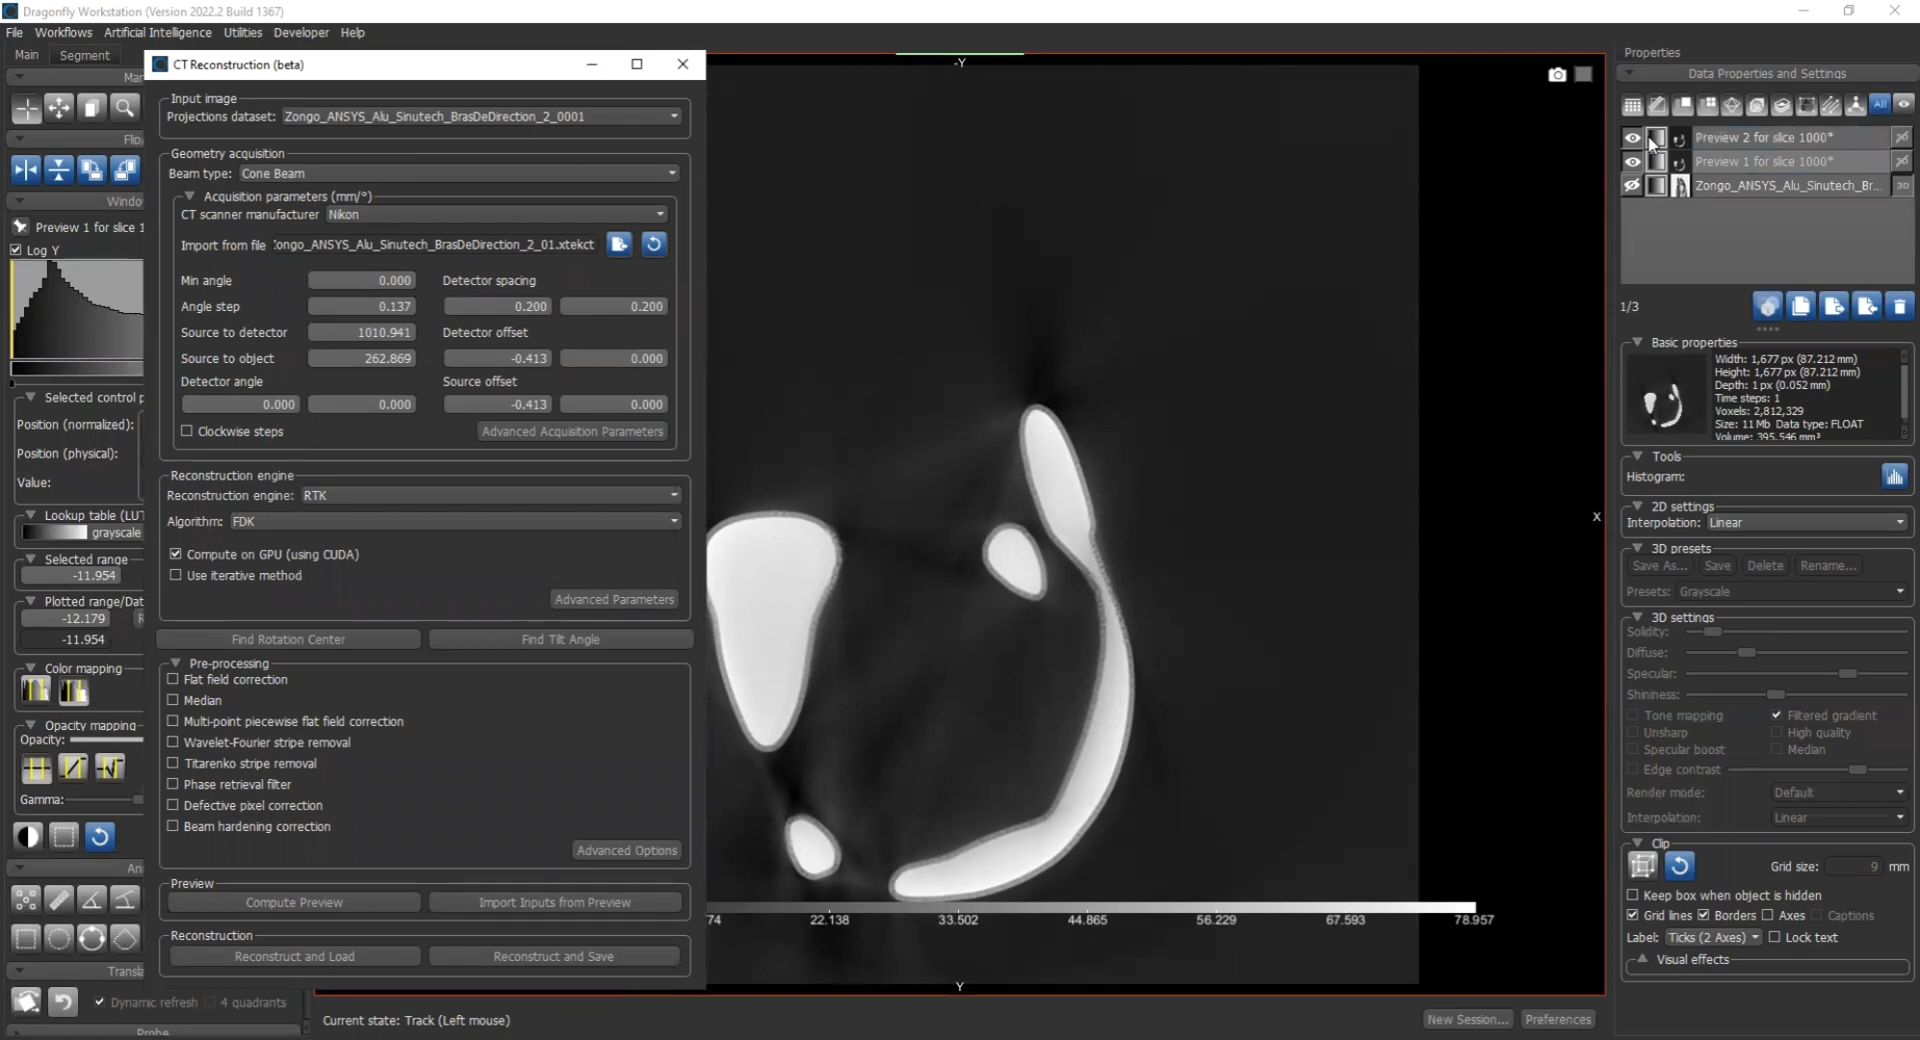 Dragonfly Workstation (Version 2022.2 Build 1367)
File Workflows Artificial Intelligence Utilities Developer Help
Main Segment
Flip
Preview 1 for slice 1
Log Y
Position (normalized):
Position (physical):
Value:
Lookup table (LUT
grayscale
Selected range
-11.954
Plotted range/Dat
-12.179
-11.954
Color mapping
Opacity mapping
Opacity:
Gamma:
Dynamic refresh 4 quadrants
Probe
CT Reconstruction (beta)
Input image
Projections dataset: Zongo_ANSYS_Alu_Sinutech_BrasDeDirection_2_0001
Geometry acquisition
Beam type: Cone Beam
Acquisition parameters (mm/°)
CT scanner manufacturer Nikon
Import from file :ongo_ANSYS_Alu_Sinutech_BrasDeDirection_2_01.xtekct
Min angle 0.000 Detector spacing
Angle step 0.137 0.200 0.200
Source to detector 1010.941 Detector offset
Source to object 262.869 -0.413 0.000
Detector angle Source offset
0.000 0.000 -0.413 0.000
Clockwise steps Advanced Acquisition Parameters
Reconstruction engine
Reconstruction engine: RTK
Algorithm: FDK
Compute on GPU (using CUDA)
Use iterative method
Advanced Parameters
Find Rotation Center Find Tilt Angle
Pre-processing
Flat field correction
Median
Multi-point piecewise flat field correction
Wavelet-Fourier stripe removal
Titarenko stripe removal
Phase retrieval filter
Defective pixel correction
Beam hardening correction
Advanced Options
Preview
Compute Preview Import Inputs from Preview
Reconstruction
Reconstruct and Load Reconstruct and Save
-Y
X
74 22.138 33.502 44.865 56.229 67.593 78.957
Y
Current state: Track (Left mouse)
New Session... Preferences
Properties
Data Properties and Settings
All
Preview 2 for slice 1000*
Preview 1 for slice 1000*
Zongo_ANSYS_Alu_Sinutech_Br... 3D
1/3
Basic properties
Width: 1,677 px (87.212 mm)
Height: 1,677 px (87.212 mm)
Depth: 1 px (0.052 mm)
Time steps: 1
Voxels: 2,812,329
Size: 11 Mb Data type: FLOAT
Volume: 395.546 mm³
Tools
Histogram:
2D settings
Interpolation: Linear
3D presets
Save As... Save Delete Rename...
Presets: Grayscale
3D settings
Solidity:
Diffuse:
Specular:
Shininess:
Tone mapping Filtered gradient
Unsharp High quality
Specular boost Median
Edge contrast
Render mode: Default
Interpolation: Linear
Clip
Grid size: 9 mm
Keep box when object is hidden
Grid lines Borders Axes Captions
Label: Ticks (2 Axes) Lock text
Visual effects